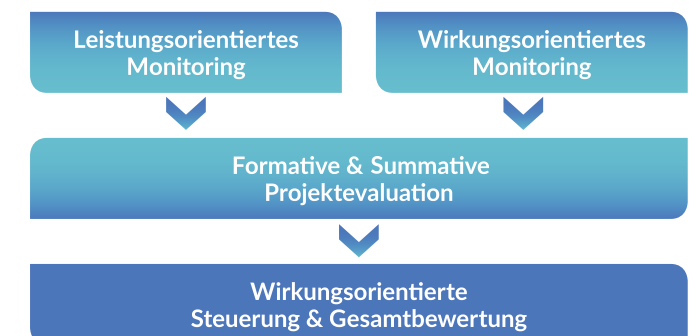 Leistungsorientiertes
Monitoring
Wirkungsorientiertes
Monitoring
Formative & Summative
Projektevaluation
Wirkungsorientierte
Steuerung & Gesamtbewertung